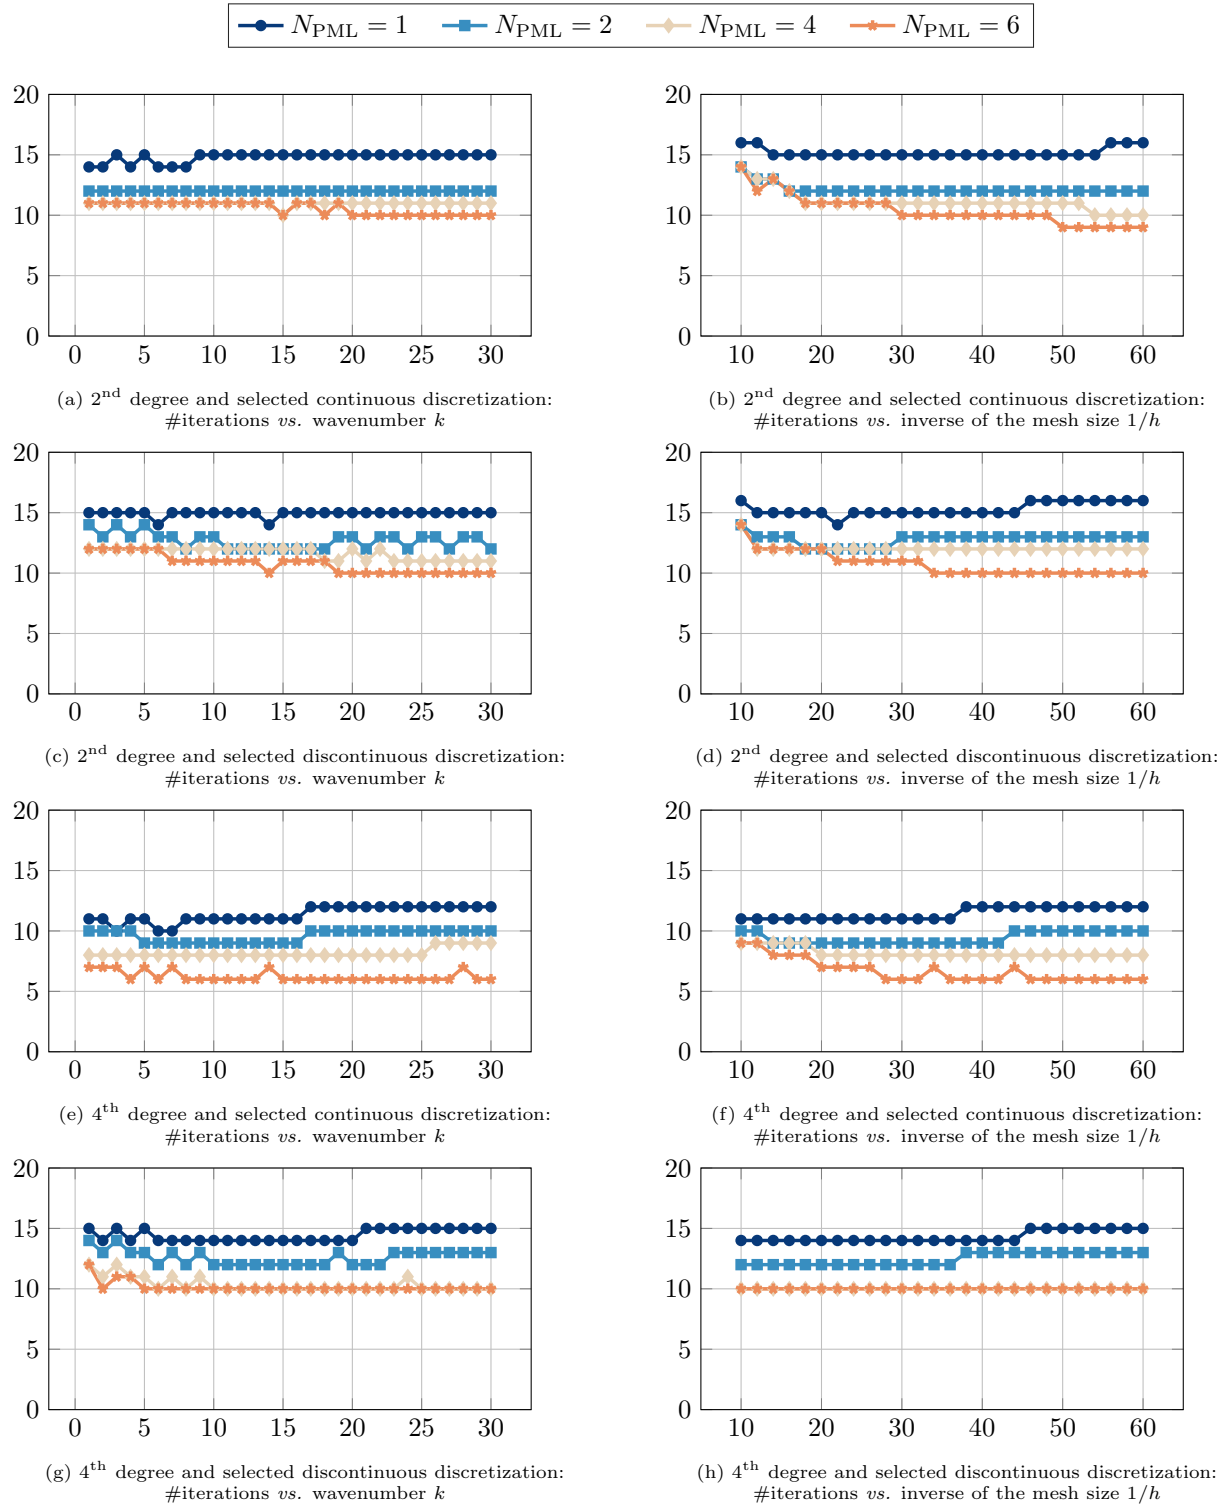 N_PML = 1 N_PML = 2 N_PML = 4 N_PML = 6
20 20
15 15
10 10
5 5
0 0
0 5 10 15 20 25 30 10 20 30 40 50 60
(a) 2nd degree and selected continuous discretization:
#iterations vs. wavenumber k
(b) 2nd degree and selected continuous discretization:
#iterations vs. inverse of the mesh size 1/h
20 20
15 15
10 10
5 5
0 0
0 5 10 15 20 25 30 10 20 30 40 50 60
(c) 2nd degree and selected discontinuous discretization:
#iterations vs. wavenumber k
(d) 2nd degree and selected discontinuous discretization:
#iterations vs. inverse of the mesh size 1/h
20 20
15 15
10 10
5 5
0 0
0 5 10 15 20 25 30 10 20 30 40 50 60
(e) 4th degree and selected continuous discretization:
#iterations vs. wavenumber k
(f) 4th degree and selected continuous discretization:
#iterations vs. inverse of the mesh size 1/h
20 20
15 15
10 10
5 5
0 0
0 5 10 15 20 25 30 10 20 30 40 50 60
(g) 4th degree and selected discontinuous discretization:
#iterations vs. wavenumber k
(h) 4th degree and selected discontinuous discretization:
#iterations vs. inverse of the mesh size 1/h